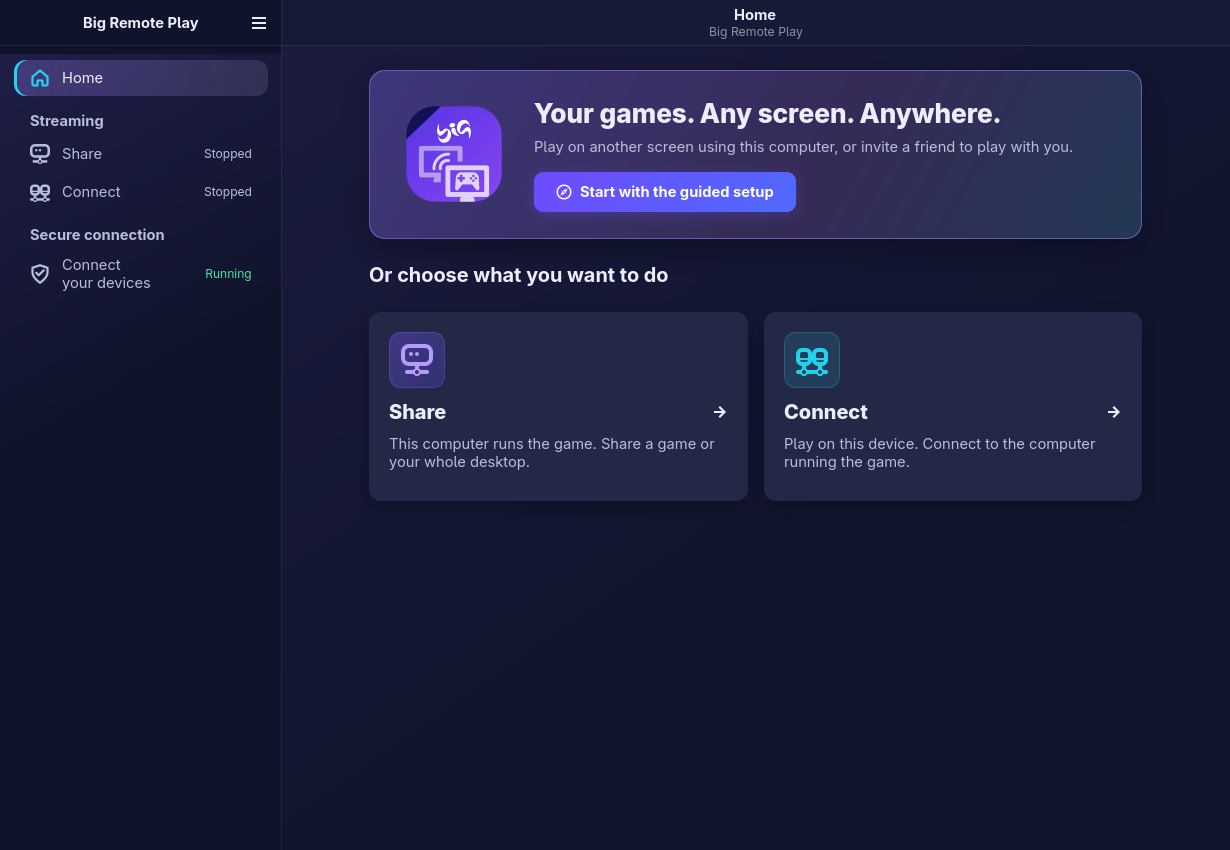 Big Remote Play
Home
Streaming
Share
Stopped
Connect
Stopped
Secure connection
Connect
your devices
Running
Home
Big Remote Play
Your games. Any screen. Anywhere.
Play on another screen using this computer, or invite a friend to play with you.
Start with the guided setup
Or choose what you want to do
Share
This computer runs the game. Share a game or
your whole desktop.
Connect
Play on this device. Connect to the computer
running the game.